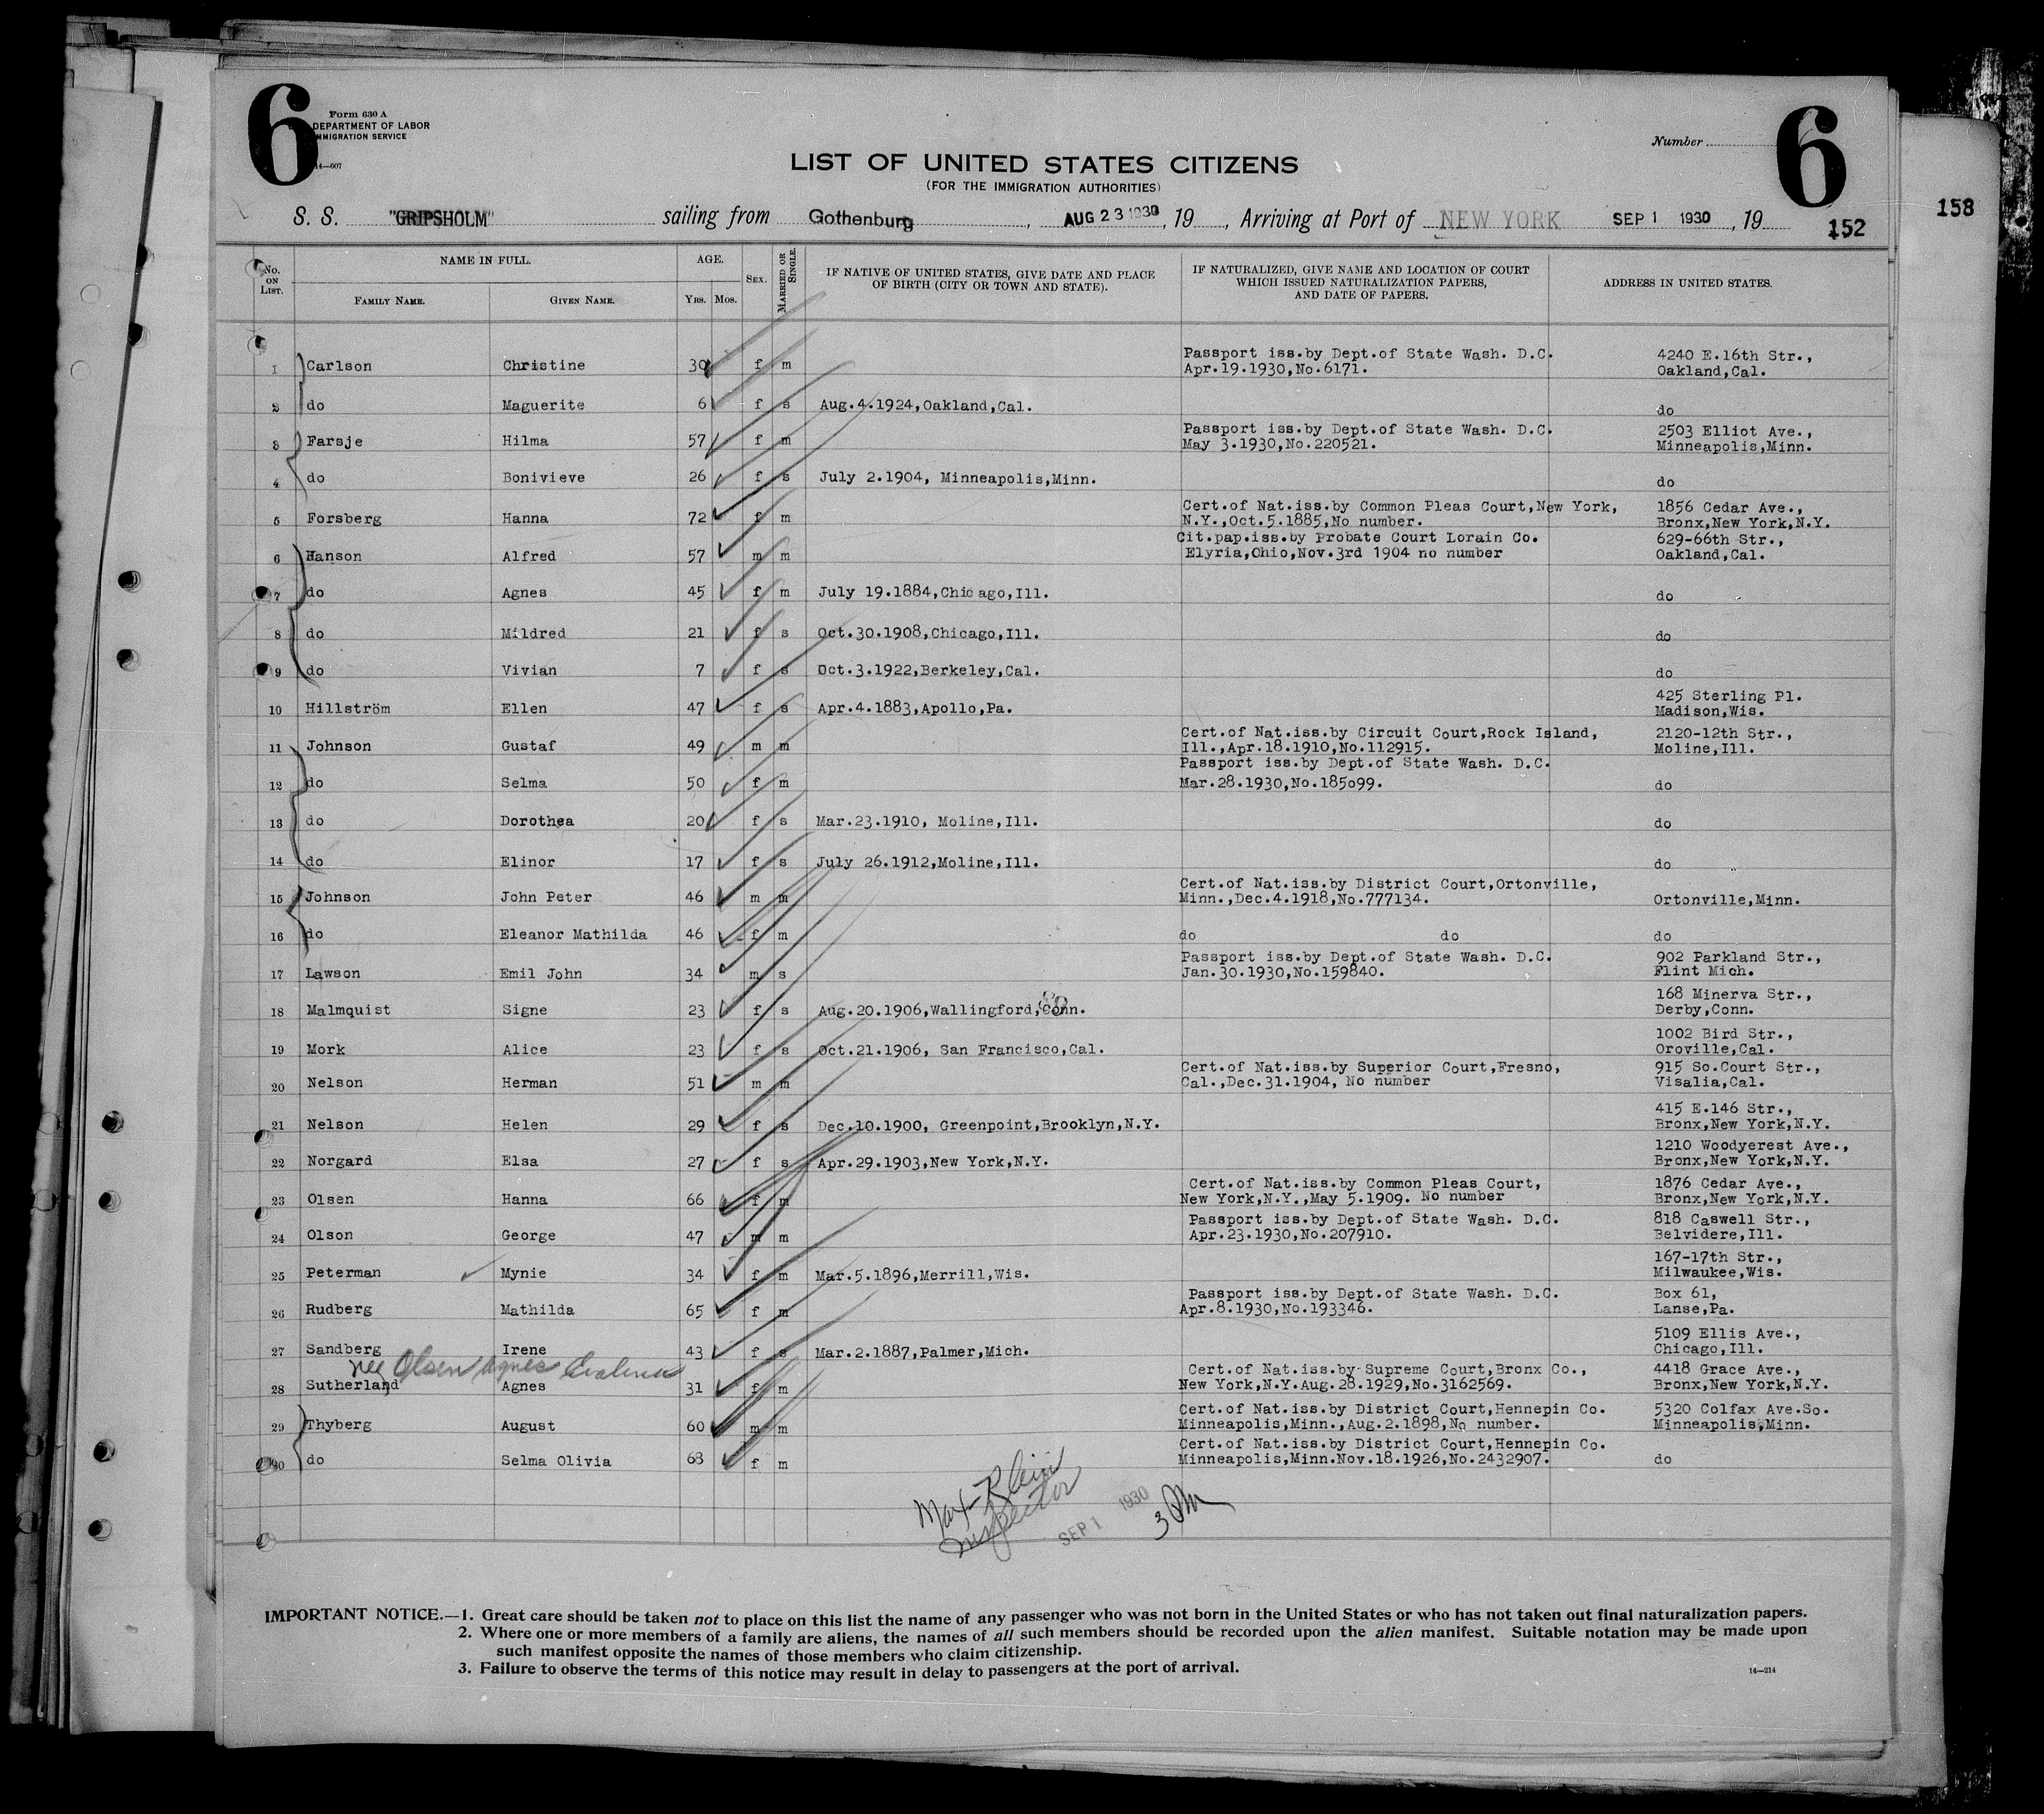 6
Form 630 A
DEPARTMENT OF LABOR
IMMIGRATION SERVICE
14—607
Number
6
LIST OF UNITED STATES CITIZENS
(FOR THE IMMIGRATION AUTHORITIES)
S. S. "GRIPSHOLM" sailing from Gothenburg, AUG 23 1930, 19 , Arriving at Port of NEW YORK SEP 1 1930, 19
152
158
No. ON LIST. NAME IN FULL. FAMILY NAME. GIVEN NAME. AGE. YRS. MOS. SEX. MARRIED OR SINGLE. IF NATIVE OF UNITED STATES, GIVE DATE AND PLACE OF BIRTH (CITY OR TOWN AND STATE). IF NATURALIZED, GIVE NAME AND LOCATION OF COURT WHICH ISSUED NATURALIZATION PAPERS, AND DATE OF PAPERS. ADDRESS IN UNITED STATES.
1 Carlson Christine 30 f m Passport iss.by Dept.of State Wash. D.C. Apr.19.1930,No.6171. 4240 E.16th Str., Oakland,Cal.
2 do Maguerite 6 f s Aug.4.1924,Oakland,Cal. do
3 Farsje Hilma 57 f m Passport iss.by Dept.of State Wash. D.C. May 3.1930,No.220521. 2503 Elliot Ave., Minneapolis,Minn.
4 do Bonivieve 26 f s July 2.1904, Minneapolis,Minn. do
5 Forsberg Hanna 72 f m Cert.of Nat.iss.by Common Pleas Court,New York, N.Y.,Oct.5.1885,No number. 1856 Cedar Ave., Bronx,New York,N.Y.
6 Hanson Alfred 57 m m Cit.pap.iss.by Probate Court Lorain Co. Elyria,Ohio,Nov.3rd 1904 no number 629-66th Str., Oakland,Cal.
7 do Agnes 45 f m July 19.1884,Chicago,Ill. do
8 do Mildred 21 f s Oct.30.1908,Chicago,Ill. do
9 do Vivian 7 f s Oct.3.1922,Berkeley,Cal. do
10 Hillström Ellen 47 f s Apr.4.1883,Apollo,Pa. 425 Sterling Pl. Madison,Wis.
11 Johnson Gustaf 49 m m Cert.of Nat.iss.by Circuit Court,Rock Island, Ill.,Apr.18.1910,No.112915. 2120-12th Str., Moline,Ill.
12 do Selma 50 f m Passport iss.by Dept.of State Wash. D.C. Mar.28.1930,No.185099. do
13 do Dorothea 20 f s Mar.23.1910, Moline,Ill. do
14 do Elinor 17 f s July 26.1912,Moline,Ill. do
15 Johnson John Peter 46 m m Cert.of Nat.iss.by District Court,Ortonville, Minn.,Dec.4.1918,No.777134. Ortonville,Minn.
16 do Eleanor Mathilda 46 f m do do do
17 Lawson Emil John 34 m s Passport iss.by Dept.of State Wash. D.C. Jan.30.1930,No.159840. 902 Parkland Str., Flint Mich.
18 Malmquist Signe 23 f s Aug.20.1906,Wallingford,Conn. 168 Minerva Str., Derby,Conn.
19 Mork Alice 23 f s Oct.21.1906, San Francisco,Cal. 1002 Bird Str., Oroville,Cal.
20 Nelson Herman 51 m m Cert.of Nat.iss.by Superior Court,Fresno, Cal.,Dec.31.1904, No number 915 So.Court Str., Visalia,Cal.
21 Nelson Helen 29 f s Dec.10.1900, Greenpoint,Brooklyn,N.Y. 415 E.146 Str., Bronx,New York,N.Y.
22 Norgard Elsa 27 f s Apr.29.1903,New York,N.Y. 1210 Woodyerest Ave., Bronx,New York,N.Y.
23 Olsen Hanna 66 f m Cert.of Nat.iss.by Common Pleas Court, New York,N.Y.,May 5.1909. No number 1876 Cedar Ave., Bronx,New York,N.Y.
24 Olson George 47 m m Passport iss.by Dept.of State Wash. D.C. Apr.23.1930,No.207910. 818 Caswell Str., Belvidere,Ill.
25 Peterman Mynie 34 f m Mar.5.1896,Merrill,Wis. 167-17th Str., Milwaukee,Wis.
26 Rudberg Mathilda 65 f m Passport iss.by Dept.of State Wash. D.C. Apr.8.1930,No.193346. Box 61, Lanse,Pa.
27 Sandberg Irene 43 f s Mar.2.1887,Palmer,Mich. 5109 Ellis Ave., Chicago,Ill.
nee Olsen Agnes Evalina
28 Sutherland Agnes 31 f m Cert.of Nat.iss.by Supreme Court,Bronx Co., New York,N.Y.Aug.28.1929,No.3162569. 4418 Grace Ave., Bronx,New York,N.Y.
29 Thyberg August 60 m m Cert.of Nat.iss.by District Court,Hennepin Co. Minneapolis,Minn.,Aug.2.1898,No number. 5320 Colfax Ave.So. Minneapolis,Minn.
30 do Selma Olivia 63 f m Cert.of Nat.iss.by District Court,Hennepin Co. Minneapolis,Minn.Nov.18.1926,No.2432907. do
Max Klein
Inspector
SEP 1 1930
IMPORTANT NOTICE.—1. Great care should be taken not to place on this list the name of any passenger who was not born in the United States or who has not taken out final naturalization papers.
2. Where one or more members of a family are aliens, the names of all such members should be recorded upon the alien manifest. Suitable notation may be made upon
such manifest opposite the names of those members who claim citizenship.
3. Failure to observe the terms of this notice may result in delay to passengers at the port of arrival.
14—214